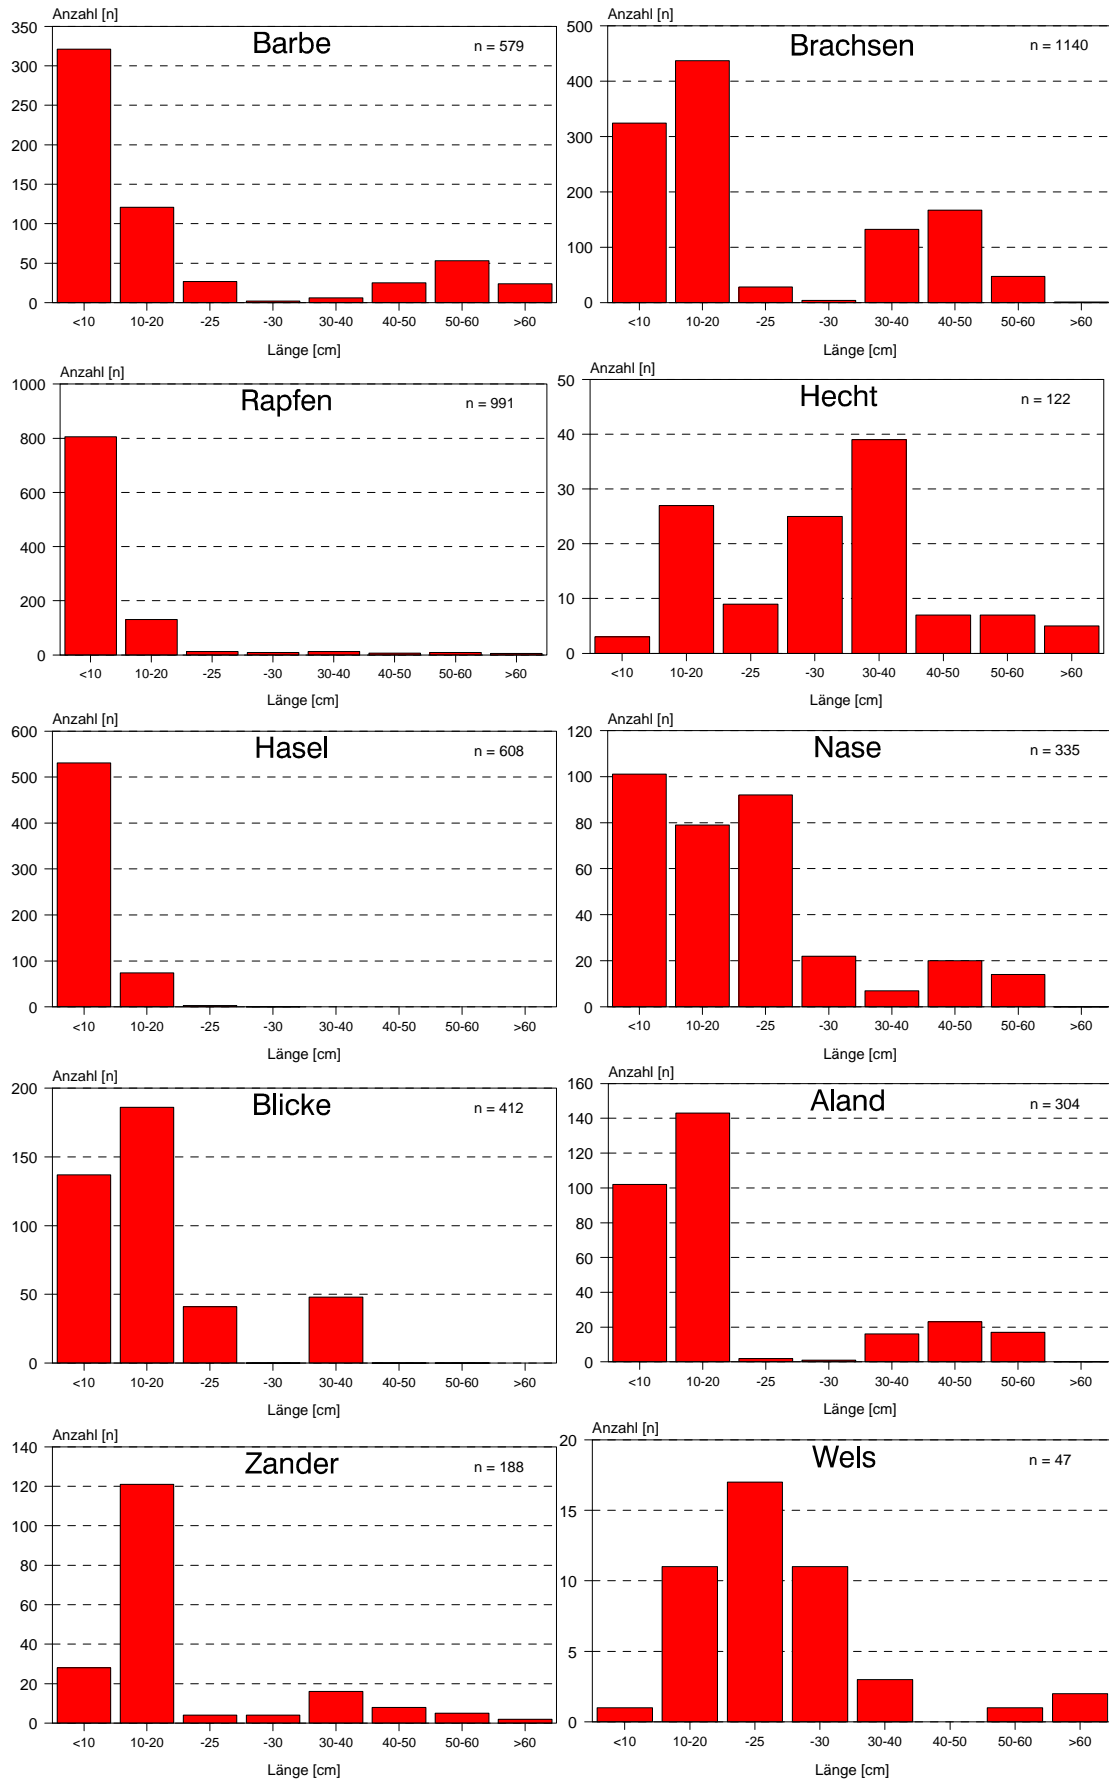 Anzahl [n]
Barbe
n = 579
350
300
250
200
150
100
50
0
<10 10-20 -25 -30 30-40 40-50 50-60 >60
Länge [cm]
Anzahl [n]
Brachsen
n = 1140
500
400
300
200
100
0
<10 10-20 -25 -30 30-40 40-50 50-60 >60
Länge [cm]
Anzahl [n]
Rapfen
n = 991
1000
800
600
400
200
0
<10 10-20 -25 -30 30-40 40-50 50-60 >60
Länge [cm]
Anzahl [n]
Hecht
n = 122
50
40
30
20
10
0
<10 10-20 -25 -30 30-40 40-50 50-60 >60
Länge [cm]
Anzahl [n]
Hasel
n = 608
600
500
400
300
200
100
0
<10 10-20 -25 -30 30-40 40-50 50-60 >60
Länge [cm]
Anzahl [n]
Nase
n = 335
120
100
80
60
40
20
0
<10 10-20 -25 -30 30-40 40-50 50-60 >60
Länge [cm]
Anzahl [n]
Blicke
n = 412
200
150
100
50
0
<10 10-20 -25 -30 30-40 40-50 50-60 >60
Länge [cm]
Anzahl [n]
Aland
n = 304
160
140
120
100
80
60
40
20
0
<10 10-20 -25 -30 30-40 40-50 50-60 >60
Länge [cm]
Anzahl [n]
Zander
n = 188
140
120
100
80
60
40
20
0
<10 10-20 -25 -30 30-40 40-50 50-60 >60
Länge [cm]
Anzahl [n]
Wels
n = 47
20
15
10
5
0
<10 10-20 -25 -30 30-40 40-50 50-60 >60
Länge [cm]